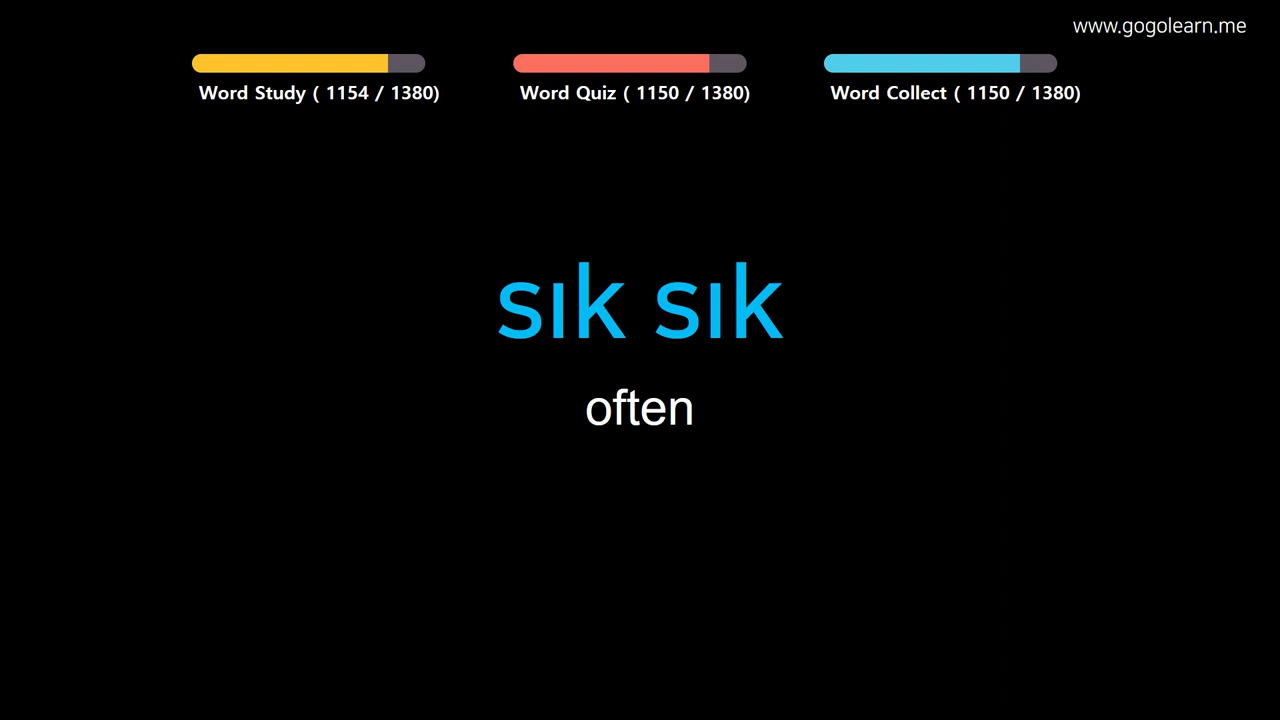 www.gogolearn.me
Word Study ( 1154 / 1380)
Word Quiz ( 1150 / 1380)
Word Collect ( 1150 / 1380)
sık sık
often